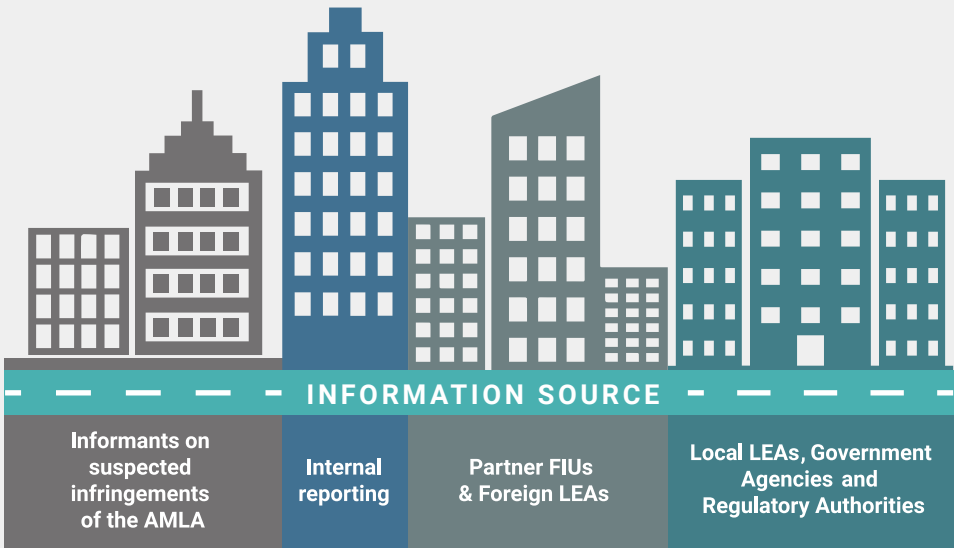 INFORMATION SOURCE
Informants on
suspected
infringements
of the AMLA
Internal
reporting
Partner FIUs
& Foreign LEAs
Local LEAs, Government
Agencies and
Regulatory Authorities